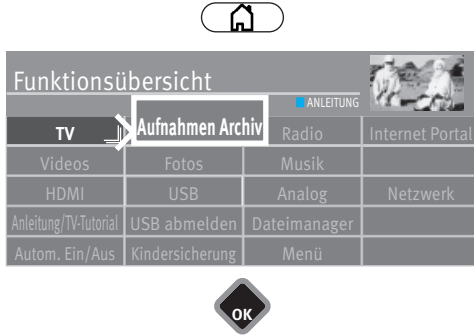 Funktionsübersicht
ANLEITUNG
TV Aufnahmen Archiv Radio Internet Portal
Videos Fotos Musik
HDMI USB Analog Netzwerk
Anleitung/TV-Tutorial USB abmelden Dateimanager
Autom. Ein/Aus Kindersicherung Menü
OK